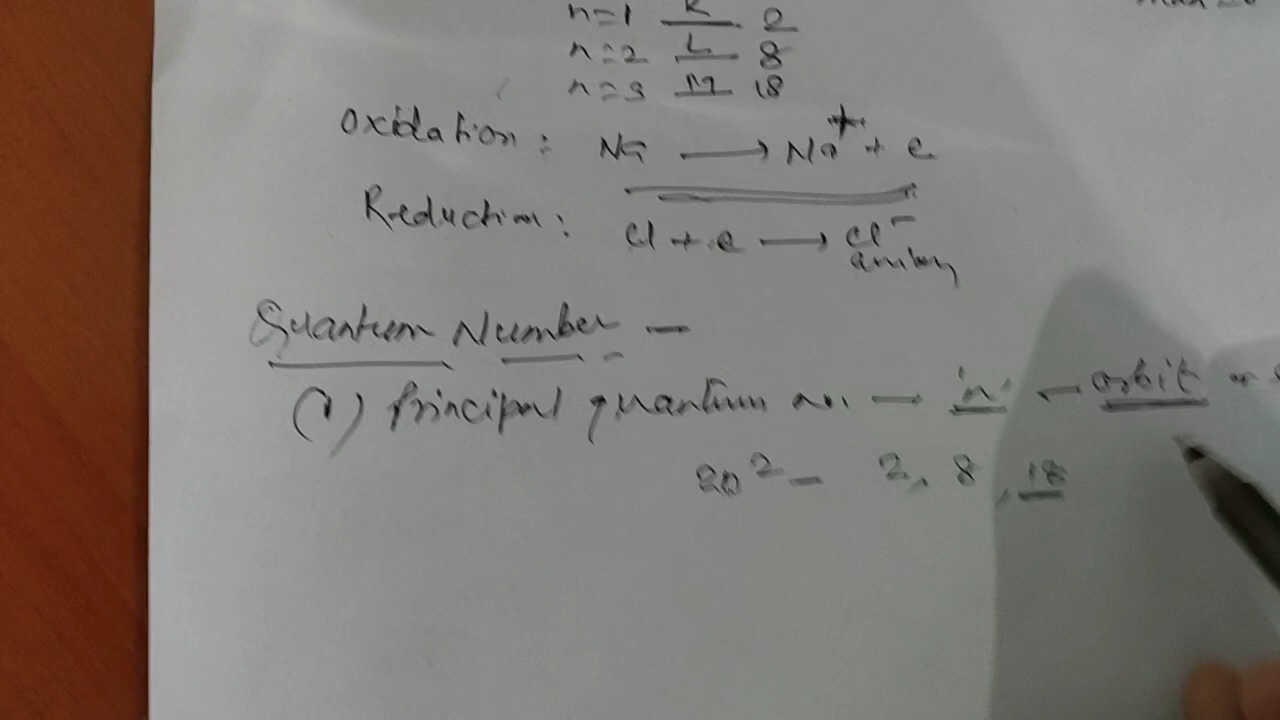 n=1 K 2
n=2 L 8
n=3 M 18
Oxidation: Na → Na⁺ + e
Reduction: Cl + e → Cl⁻
anion
Quantum Number —
(1) Principal quantum no. — 'n' — orbit or
2n² — 2, 8, 18